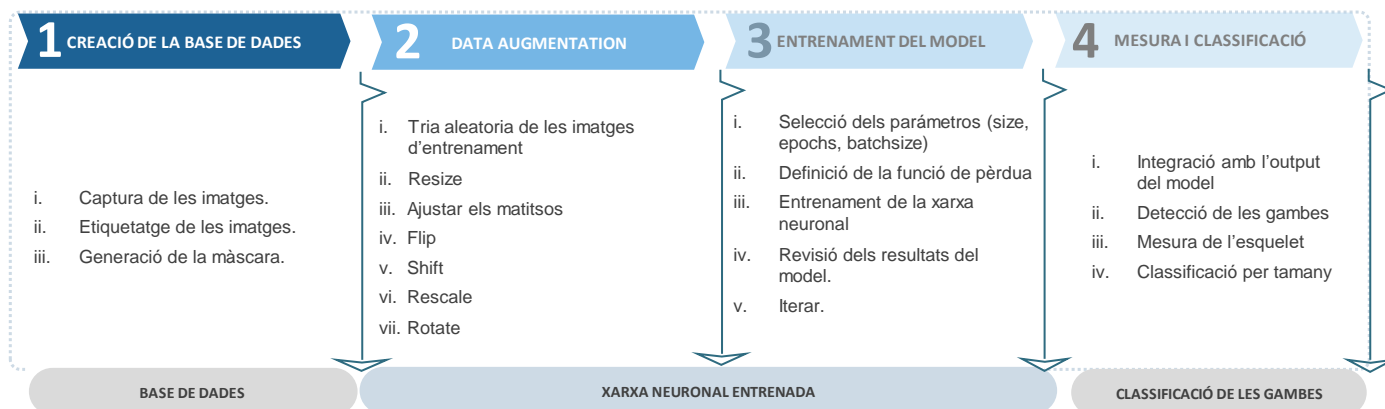 1 CREACIÓ DE LA BASE DE DADES
i. Captura de les imatges.
ii. Etiquetatge de les imatges.
iii. Generació de la màscara.
2 DATA AUGMENTATION
i. Tria aleatoria de les imatges
d'entrenament
ii. Resize
iii. Ajustar els matitsos
iv. Flip
v. Shift
vi. Rescale
vii. Rotate
3 ENTRENAMENT DEL MODEL
i. Selecció dels parámetros (size,
epochs, batchsize)
ii. Definició de la funció de pèrdua
iii. Entrenament de la xarxa
neuronal
iv. Revisió dels resultats del
model.
v. Iterar.
4 MESURA I CLASSIFICACIÓ
i. Integració amb l'output
del model
ii. Detecció de les gambes
iii. Mesura de l'esquelet
iv. Classificació per tamany
BASE DE DADES
XARXA NEURONAL ENTRENADA
CLASSIFICACIÓ DE LES GAMBES